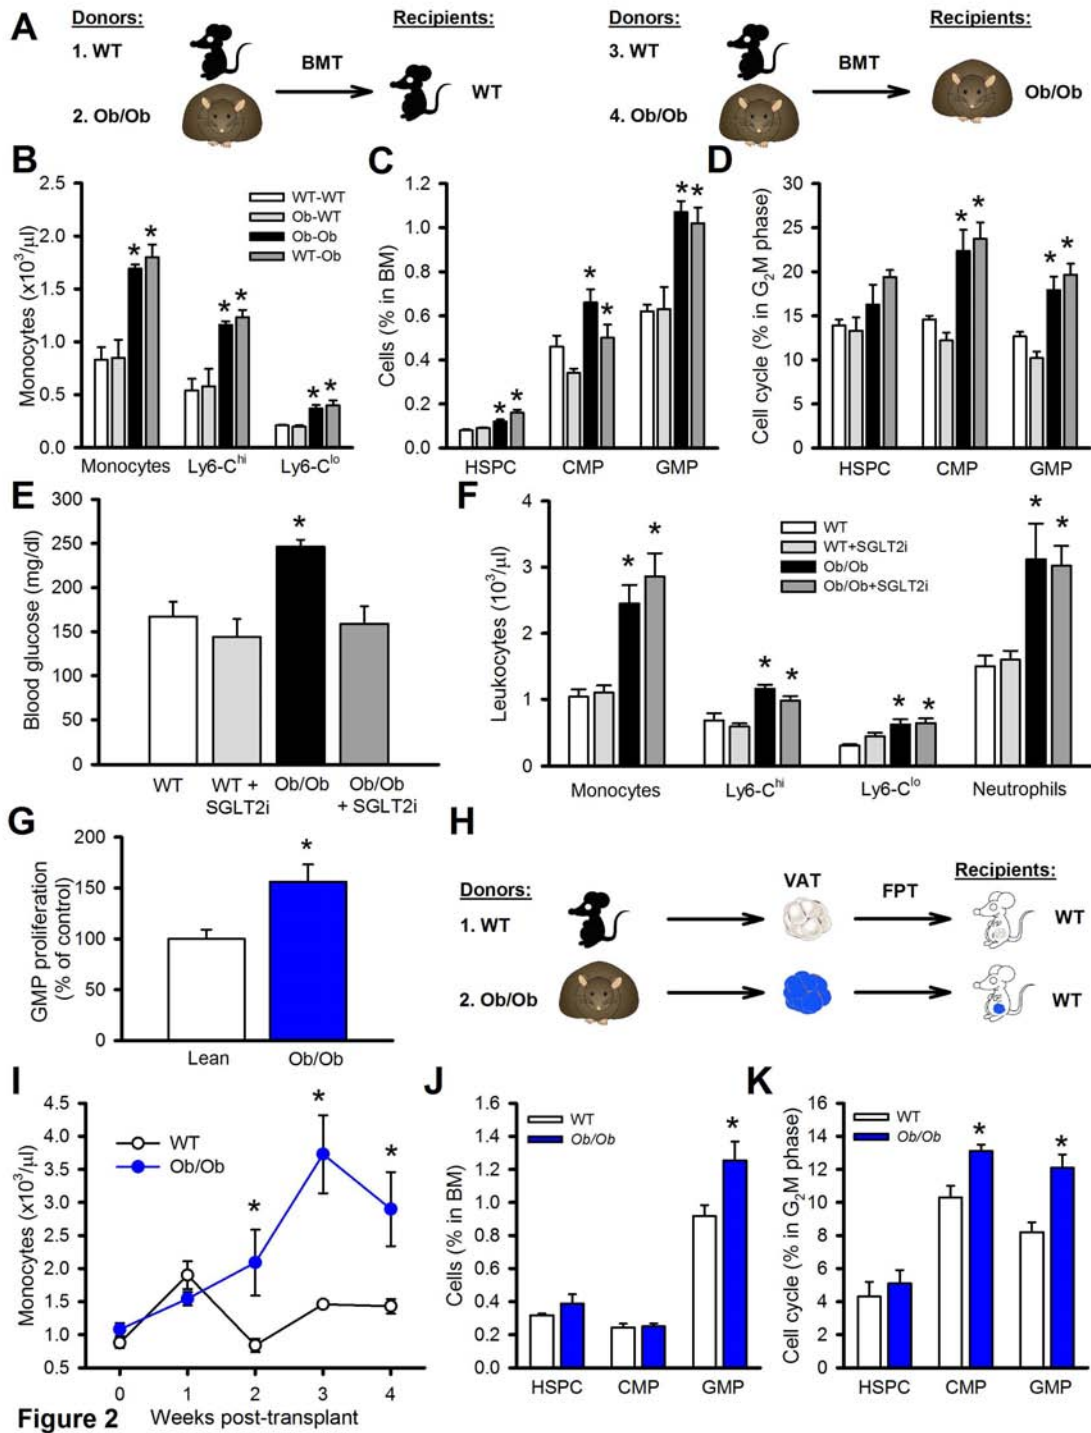 A
Donors:
Recipients:
1. WT
BMT
WT
2. Ob/Ob
Donors:
Recipients:
3. WT
BMT
Ob/Ob
4. Ob/Ob
B
Monocytes (x10³/µl)
2.5
2.0
1.5
1.0
0.5
0.0
WT-WT
Ob-WT
Ob-Ob
WT-Ob
* *
* *
* *
Monocytes Ly6-Cʰⁱ Ly6-Cˡᵒ
C
Cells (% in BM)
1.2
1.0
0.8
0.6
0.4
0.2
0.0
* *
* *
* *
HSPC CMP GMP
D
Cell cycle (% in G₂M phase)
30
25
20
15
10
5
0
* *
* *
HSPC CMP GMP
E
Blood glucose (mg/dl)
300
250
200
150
100
50
0
*
WT WT + Ob/Ob Ob/Ob
SGLT2i + SGLT2i
F
Leukocytes (10³/µl)
4
3
2
1
0
WT
WT+SGLT2i
Ob/Ob
Ob/Ob+SGLT2i
* *
* *
* *
* *
Monocytes Ly6-Cʰⁱ Ly6-Cˡᵒ Neutrophils
G
GMP proliferation
(% of control)
200
150
100
50
0
*
Lean Ob/Ob
H
Donors:
VAT
FPT
Recipients:
1. WT
WT
2. Ob/Ob
WT
I
Monocytes (x10³/µl)
4.5
4.0
3.5
3.0
2.5
2.0
1.5
1.0
0.5
WT
Ob/Ob
*
*
*
0 1 2 3 4
Weeks post-transplant
J
Cells (% in BM)
1.6
1.4
1.2
1.0
0.8
0.6
0.4
0.2
0.0
WT
Ob/Ob
*
HSPC CMP GMP
K
Cell cycle (% in G₂M phase)
16
14
12
10
8
6
4
2
0
WT
Ob/Ob
*
*
HSPC CMP GMP
Figure 2